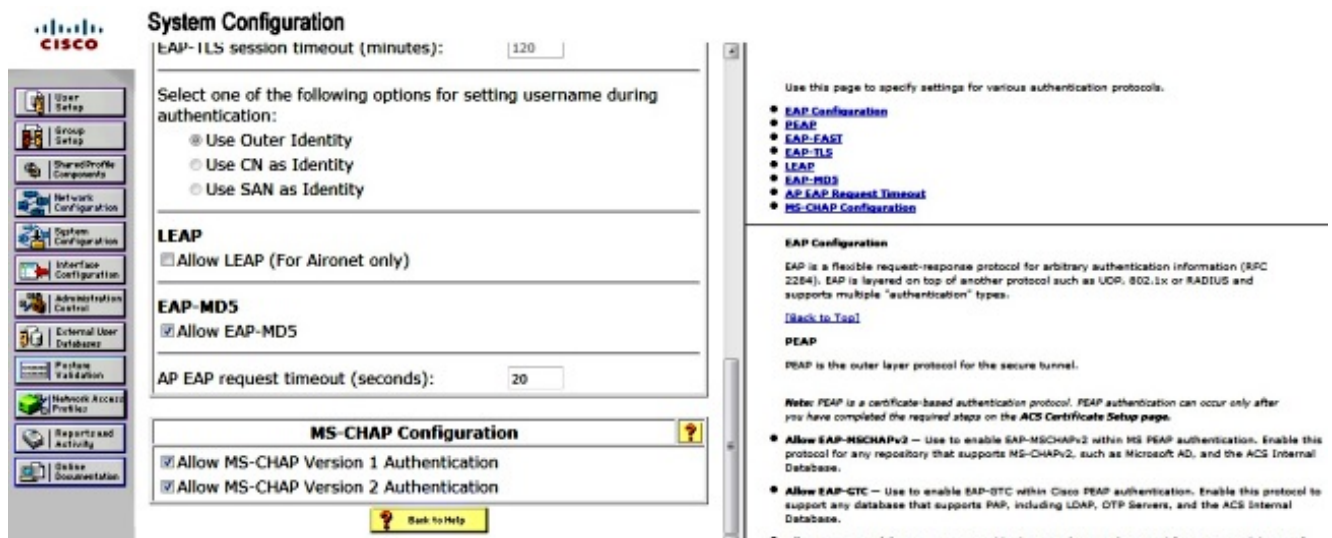 CISCO
System Configuration
User
Setup
Group
Setup
Shared Profile
Components
Network
Configuration
System
Configuration
Interface
Configuration
Administration
Control
External User
Databases
Posture
Validation
Network Access
Profiles
Reports and
Activity
Online
Documentation
EAP-TLS session timeout (minutes): 120
Select one of the following options for setting username during
authentication:
Use Outer Identity
Use CN as Identity
Use SAN as Identity
LEAP
Allow LEAP (For Aironet only)
EAP-MD5
Allow EAP-MD5
AP EAP request timeout (seconds): 20
MS-CHAP Configuration ?
Allow MS-CHAP Version 1 Authentication
Allow MS-CHAP Version 2 Authentication
? Back to Help
Use this page to specify settings for various authentication protocols.
EAP Configuration
PEAP
EAP-FAST
EAP-TLS
LEAP
EAP-MD5
AP EAP Request Timeout
MS-CHAP Configuration
EAP Configuration
EAP is a flexible request-response protocol for arbitrary authentication information (RFC
2284). EAP is layered on top of another protocol such as UDP, 802.1x or RADIUS and
supports multiple "authentication" types.
[Back to Top]
PEAP
PEAP is the outer layer protocol for the secure tunnel.
Note: PEAP is a certificate-based authentication protocol. PEAP authentication can occur only after
you have completed the required steps on the ACS Certificate Setup page.
Allow EAP-MSCHAPv2 — Use to enable EAP-MSCHAPv2 within MS PEAP authentication. Enable this
protocol for any repository that supports MS-CHAPv2, such as Microsoft AD, and the ACS Internal
Database.
Allow EAP-GTC — Use to enable EAP-GTC within Cisco PEAP authentication. Enable this protocol to
support any database that supports PAP, including LDAP, OTP Servers, and the ACS Internal
Database.